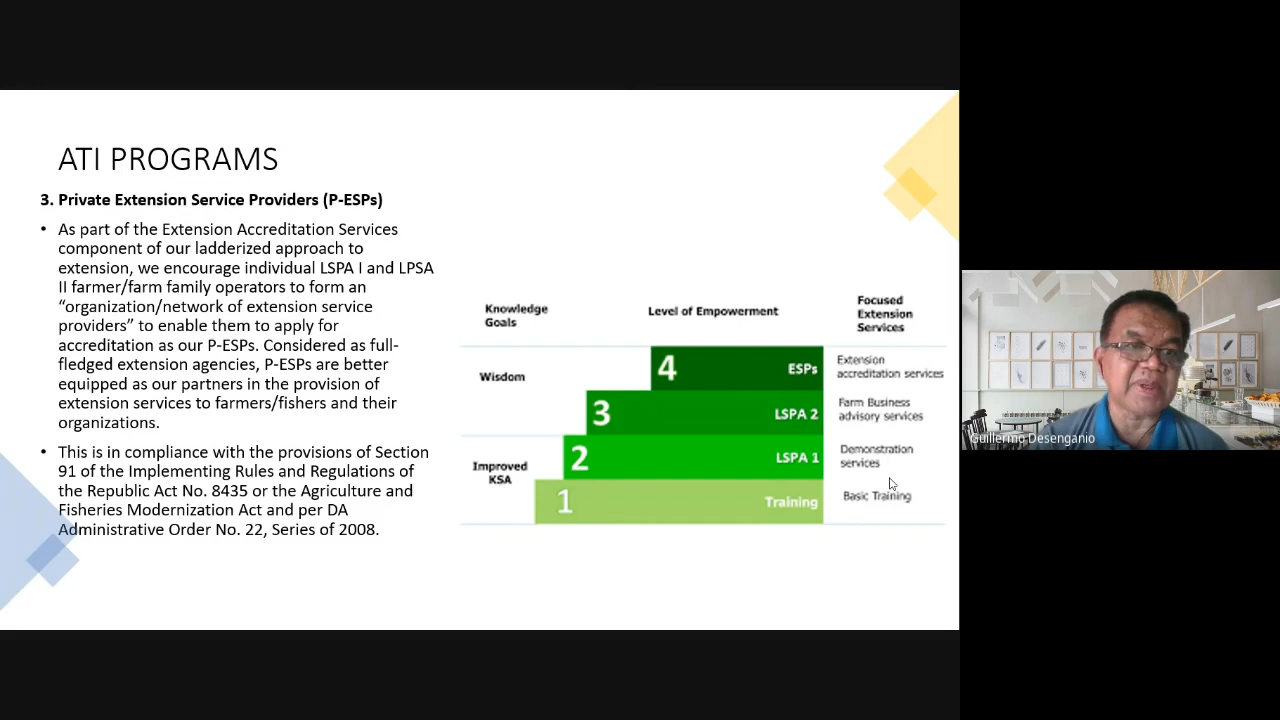 ATI PROGRAMS
3. Private Extension Service Providers (P-ESPs)
• As part of the Extension Accreditation Services
component of our ladderized approach to
extension, we encourage individual LSPA I and LPSA
II farmer/farm family operators to form an
“organization/network of extension service
providers” to enable them to apply for
accreditation as our P-ESPs. Considered as full-
fledged extension agencies, P-ESPs are better
equipped as our partners in the provision of
extension services to farmers/fishers and their
organizations.
• This is in compliance with the provisions of Section
91 of the Implementing Rules and Regulations of
the Republic Act No. 8435 or the Agriculture and
Fisheries Modernization Act and per DA
Administrative Order No. 22, Series of 2008.
Knowledge
Goals
Level of Empowerment
Focused
Extension
Services
Wisdom
4 ESPs
Extension
accreditation services
3 LSPA 2
Farm Business
advisory services
Improved
KSA
2 LSPA 1
Demonstration
services
1 Training
Basic Training
Guillermo Desenganio